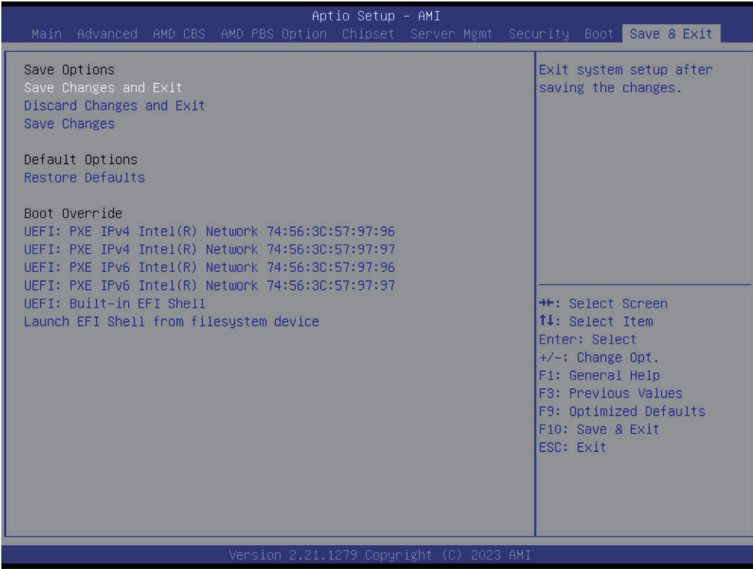 Aptio Setup – AMI
Main Advanced AMD CBS AMD PBS Option Chipset Server Mgmt Security Boot Save & Exit
Save Options
Save Changes and Exit
Discard Changes and Exit
Save Changes
Default Options
Restore Defaults
Boot Override
UEFI: PXE IPv4 Intel(R) Network 74:56:3C:57:97:96
UEFI: PXE IPv4 Intel(R) Network 74:56:3C:57:97:97
UEFI: PXE IPv6 Intel(R) Network 74:56:3C:57:97:96
UEFI: PXE IPv6 Intel(R) Network 74:56:3C:57:97:97
UEFI: Built-in EFI Shell
Launch EFI Shell from filesystem device
Exit system setup after
saving the changes.
→←: Select Screen
↑↓: Select Item
Enter: Select
+/-: Change Opt.
F1: General Help
F3: Previous Values
F9: Optimized Defaults
F10: Save & Exit
ESC: Exit
Version 2.21.1279 Copyright (C) 2023 AMI